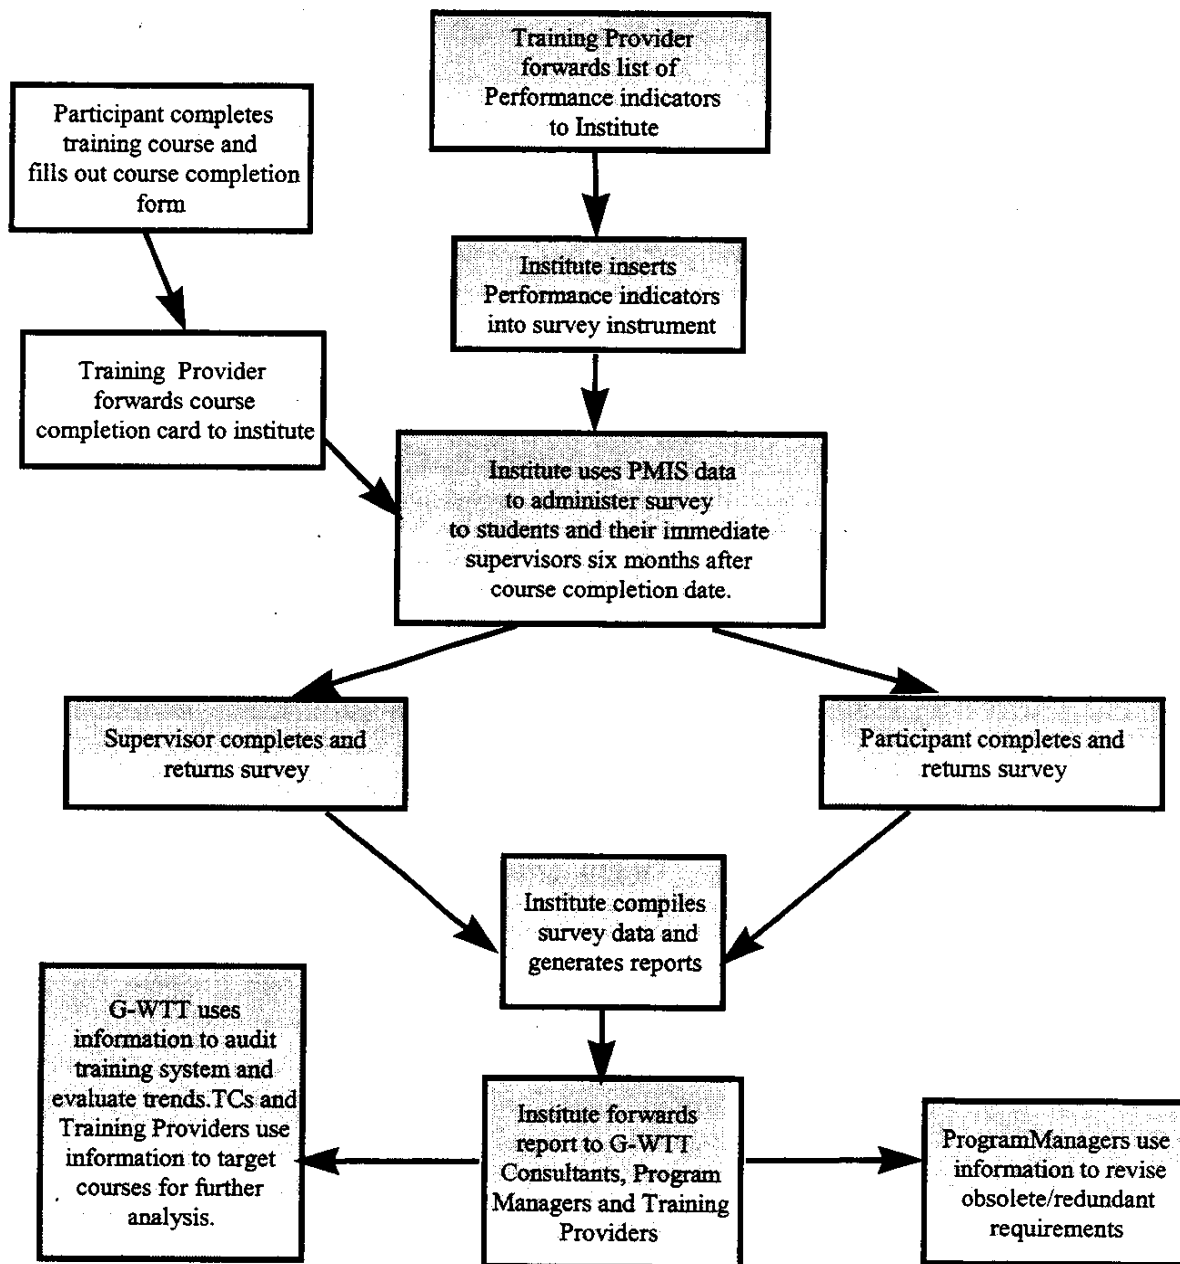 Training Provider
forwards list of
Performance indicators
to Institute
Participant completes
training course and
fills out course completion
form
Institute inserts
Performance indicators
into survey instrument
Training Provider
forwards course
completion card to institute
Institute uses PMIS data
to administer survey
to students and their immediate
supervisors six months after
course completion date.
Supervisor completes and
returns survey
Participant completes and
returns survey
Institute compiles
survey data and
generates reports
G-WTT uses
information to audit
training system and
evaluate trends.TCs and
Training Providers use
information to target
courses for further
analysis.
Institute forwards
report to G-WTT
Consultants, Program
Managers and Training
Providers
ProgramManagers use
information to revise
obsolete/redundant
requirements